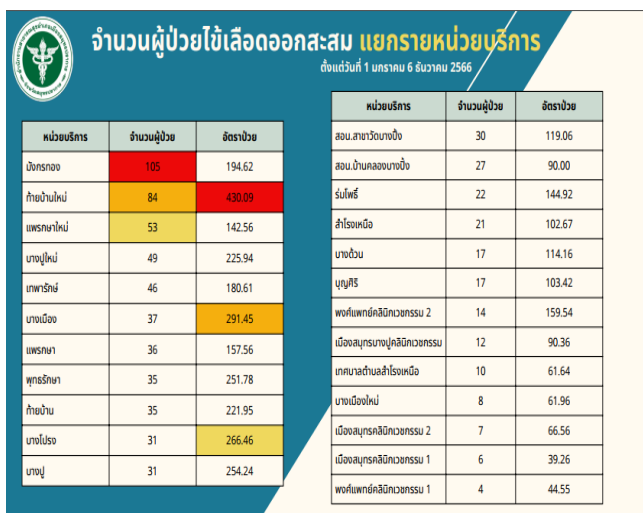 จำนวนผู้ป่วยไข้เลือดออกสะสม แยกรายหน่วยบริการ
ตั้งแต่วันที่ 1 มกราคม 6 ธันวาคม 2566
หน่วยบริการ จำนวนผู้ป่วย อัตราป่วย
มังกรทอง 105 194.62
ท้ายบ้านใหม่ 84 430.09
แพรกษาใหม่ 53 142.56
บางปูใหม่ 49 225.94
เทพารักษ์ 46 180.61
บางเมือง 37 291.45
แพรกษา 36 157.56
พุทธรักษา 35 251.78
ท้ายบ้าน 35 221.95
บางโปรง 31 266.46
บางปู 31 254.24
หน่วยบริการ จำนวนผู้ป่วย อัตราป่วย
สอน.สาขาวัดบางปิ้ง 30 119.06
สอน.บ้านคลองบางปิ้ง 27 90.00
ร่มโพธิ์ 22 144.92
สำโรงเหนือ 21 102.67
บางด้วน 17 114.16
บุญศิริ 17 103.42
พงศ์แพทย์คลินิกเวชกรรม 2 14 159.54
เมืองสมุทรบางปูคลินิกเวชกรรม 12 90.36
เทศบาลตำบลสำโรงเหนือ 10 61.64
บางเมืองใหม่ 8 61.96
เมืองสมุทรคลินิกเวชกรรม 2 7 66.56
เมืองสมุทรคลินิกเวชกรรม 1 6 39.26
พงศ์แพทย์คลินิกเวชกรรม 1 4 44.55